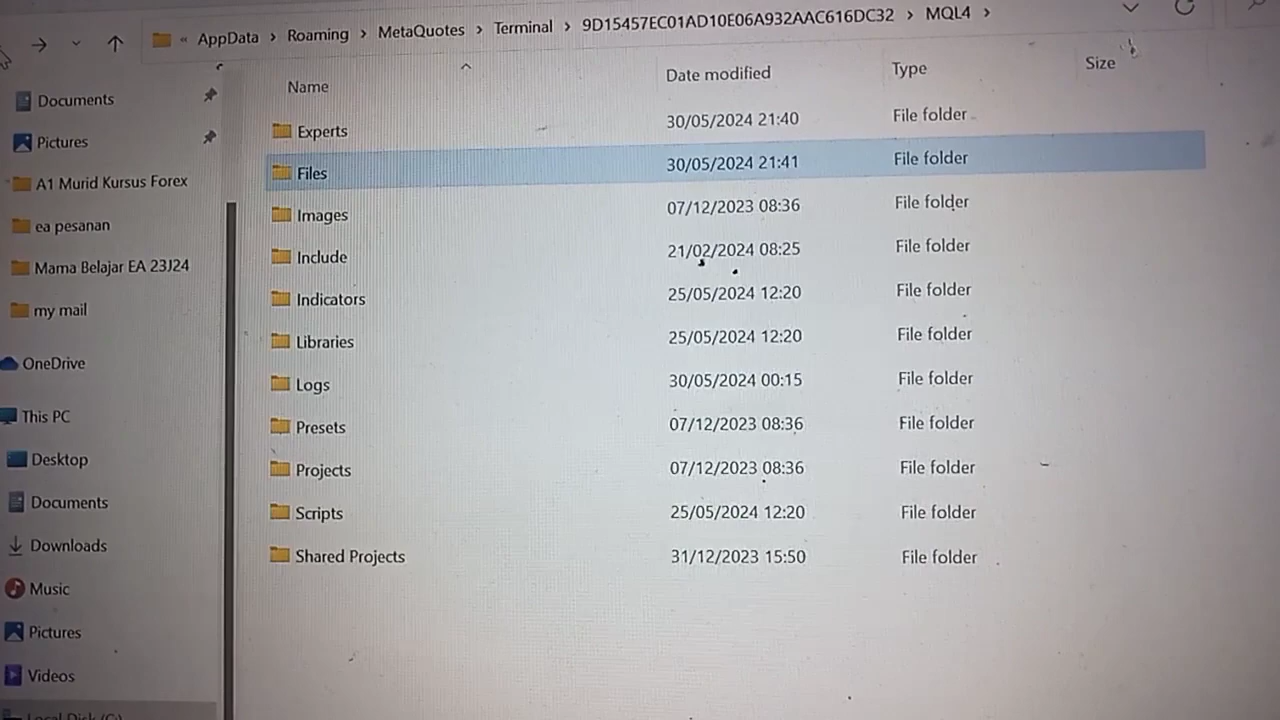 « AppData > Roaming > MetaQuotes > Terminal > 9D15457EC01AD10E06A932AAC616DC32 > MQL4 >
Name Date modified Type Size
Experts 30/05/2024 21:40 File folder
Files 30/05/2024 21:41 File folder
Images 07/12/2023 08:36 File folder
Include 21/02/2024 08:25 File folder
Indicators 25/05/2024 12:20 File folder
Libraries 25/05/2024 12:20 File folder
Logs 30/05/2024 00:15 File folder
Presets 07/12/2023 08:36 File folder
Projects 07/12/2023 08:36 File folder
Scripts 25/05/2024 12:20 File folder
Shared Projects 31/12/2023 15:50 File folder
Documents
Pictures
A1 Murid Kursus Forex
ea pesanan
Mama Belajar EA 23J24
my mail
OneDrive
This PC
Desktop
Documents
Downloads
Music
Pictures
Videos
Local Disk (C:)